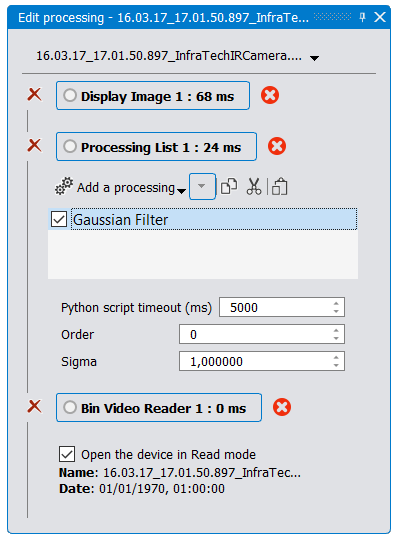 Edit processing - 16.03.17_17.01.50.897_InfraTec...
16.03.17_17.01.50.897_InfraTechIRCamera....
Display Image 1 : 68 ms
Processing List 1 : 24 ms
Add a processing
Gaussian Filter
Python script timeout (ms) 5000
Order 0
Sigma 1,000000
Bin Video Reader 1 : 0 ms
Open the device in Read mode
Name: 16.03.17_17.01.50.897_InfraTec...
Date: 01/01/1970, 01:00:00